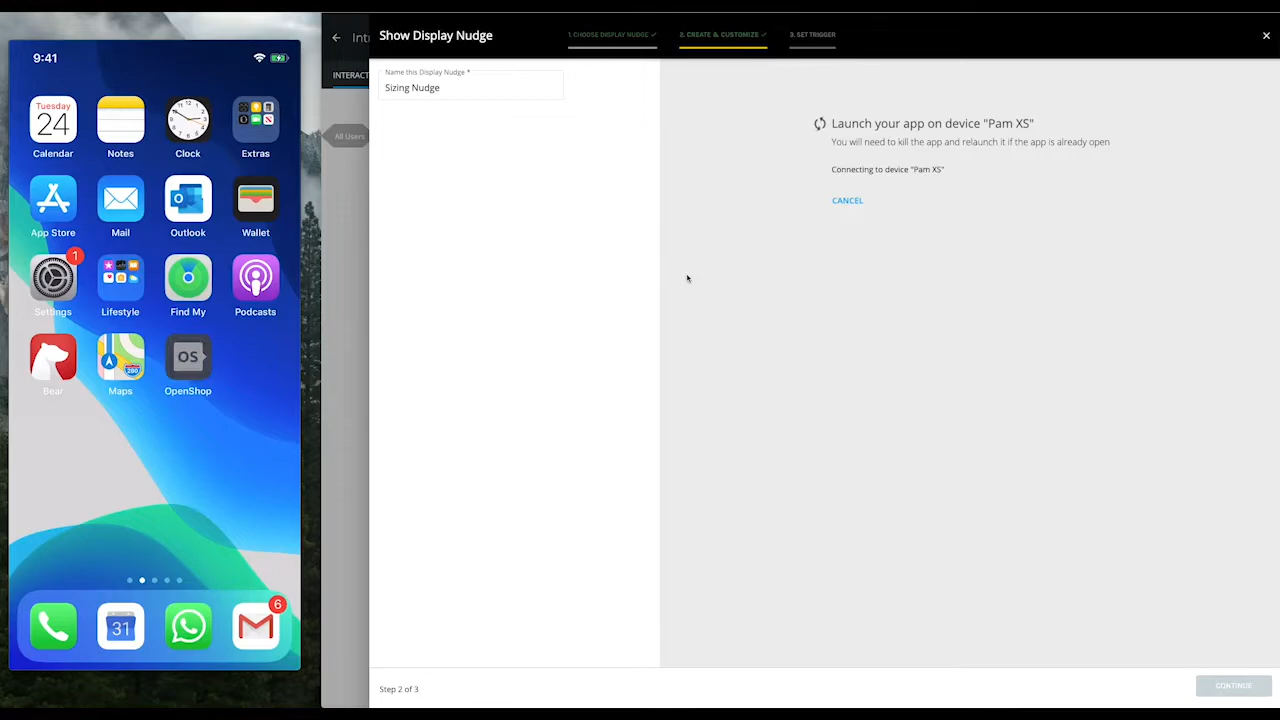 9:41
Tuesday
24
Calendar
Notes
Clock
Extras
App Store
Mail
Outlook
Wallet
1
Settings
Lifestyle
Find My
Podcasts
280
OS
Bear
Maps
OpenShop
31
6
Int
INTERACT
All Users
Show Display Nudge
1. CHOOSE DISPLAY NUDGE
2. CREATE & CUSTOMIZE
3. SET TRIGGER
Name this Display Nudge *
Sizing Nudge
Launch your app on device "Pam XS"
You will need to kill the app and relaunch it if the app is already open
Connecting to device "Pam XS"
CANCEL
Step 2 of 3
CONTINUE